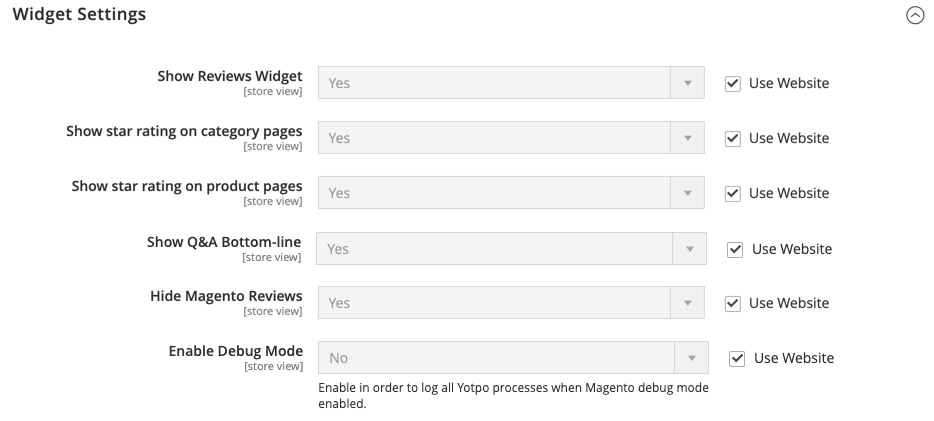 Widget Settings
Show Reviews Widget
[store view]
Yes
Use Website
Show star rating on category pages
[store view]
Yes
Use Website
Show star rating on product pages
[store view]
Yes
Use Website
Show Q&A Bottom-line
[store view]
Yes
Use Website
Hide Magento Reviews
[store view]
Yes
Use Website
Enable Debug Mode
[store view]
No
Use Website
Enable in order to log all Yotpo processes when Magento debug mode
enabled.